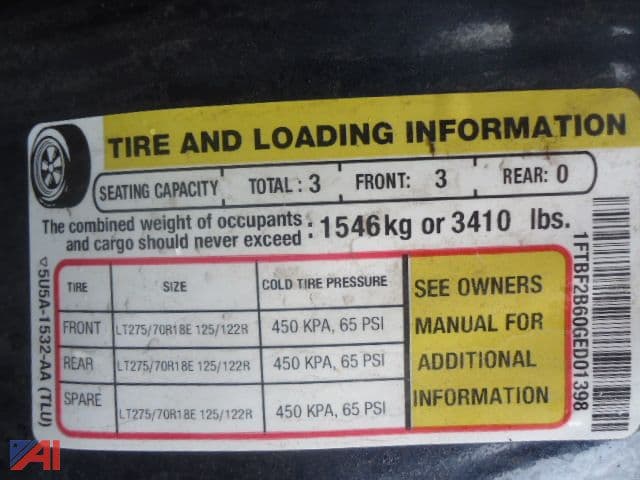 TIRE AND LOADING INFORMATION
SEATING CAPACITY TOTAL : 3 FRONT: 3 REAR: 0
The combined weight of occupants
and cargo should never exceed : 1546kg or 3410 lbs.
TIRE SIZE COLD TIRE PRESSURE
FRONT LT275/70R18E 125/122R 450 KPA, 65 PSI
REAR LT275/70R18E 125/122R 450 KPA, 65 PSI
SPARE LT275/70R18E 125/122R 450 KPA, 65 PSI
SEE OWNERS
MANUAL FOR
ADDITIONAL
INFORMATION
5U5A-1532-AA (TLU)
1FTBF2B60GED01398
AI